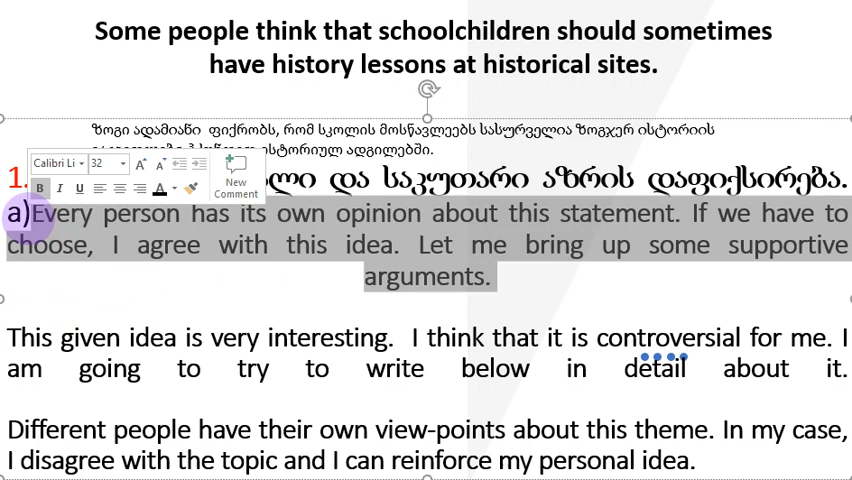 Some people think that schoolchildren should sometimes
have history lessons at historical sites.
ზოგი ადამიანი ფიქრობს, რომ სკოლის მოსწავლეებს სასურველია ზოგჯერ ისტორიის
ისტორიულ ადგილებში.
Calibri Li 32
B I U A New
Comment
1. და საკუთარი აზრის დაფიქსირება.
a)Every person has its own opinion about this statement. If we have to
choose, I agree with this idea. Let me bring up some supportive
arguments.
This given idea is very interesting. I think that it is controversial for me. I
am going to try to write below in detail about it.
Different people have their own view-points about this theme. In my case,
I disagree with the topic and I can reinforce my personal idea.